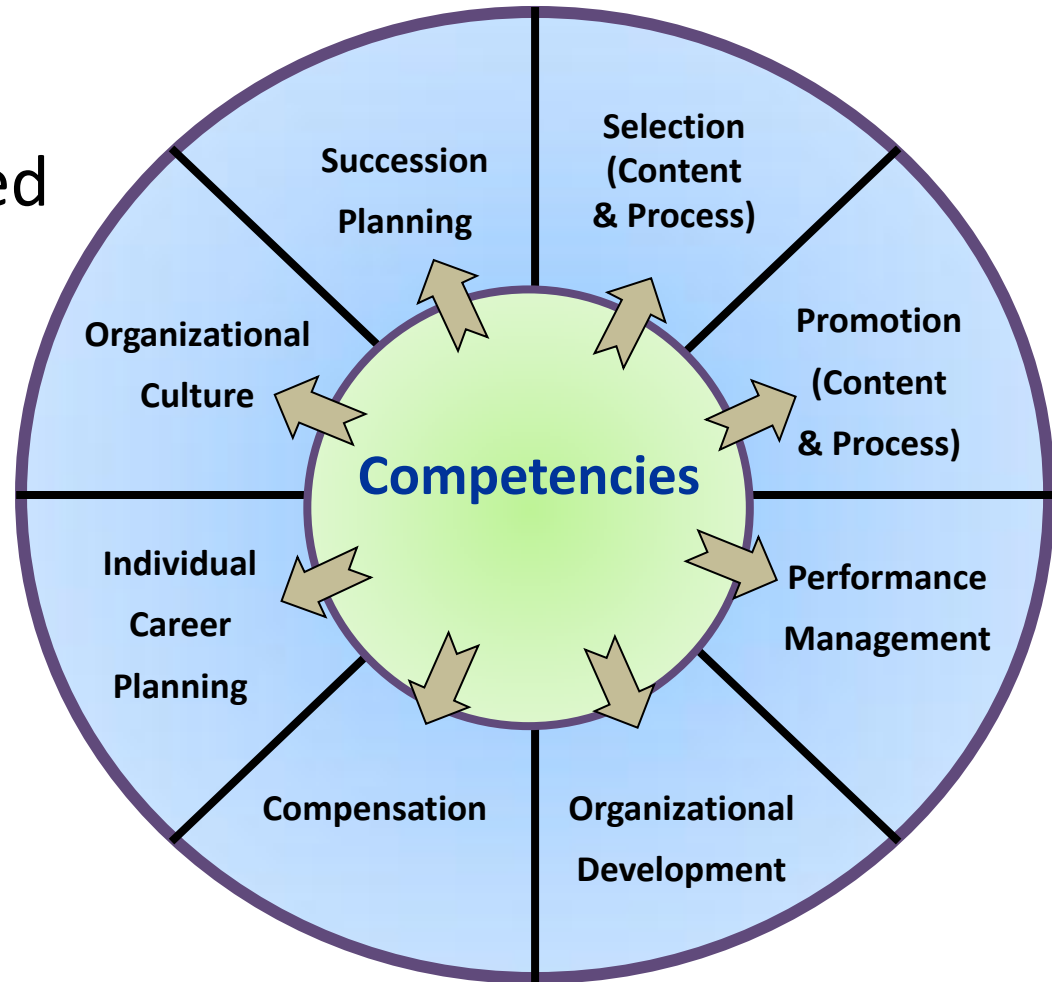 ed
Selection
(Content
& Process)
Promotion
(Content
& Process)
Performance
Management
Organizational
Development
Compensation
Individual
Career
Planning
Organizational
Culture
Succession
Planning
Competencies